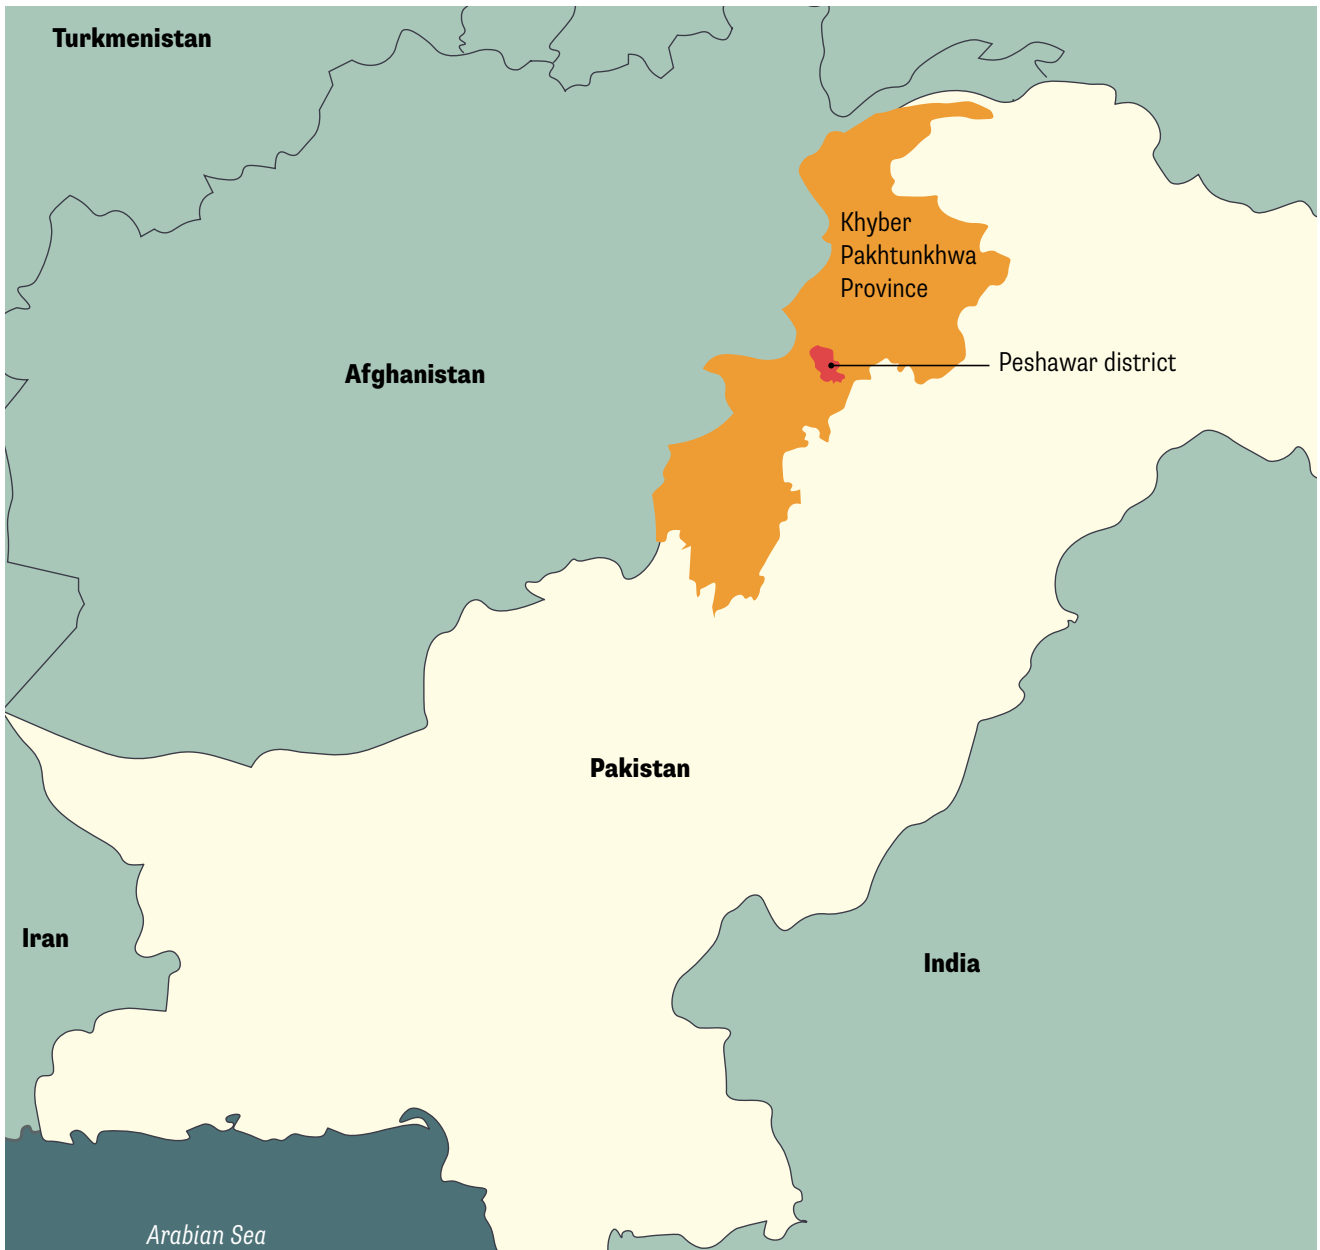 Turkmenistan
Khyber
Pakhtunkhwa
Province
Peshawar district
Afghanistan
Pakistan
Iran
India
Arabian Sea